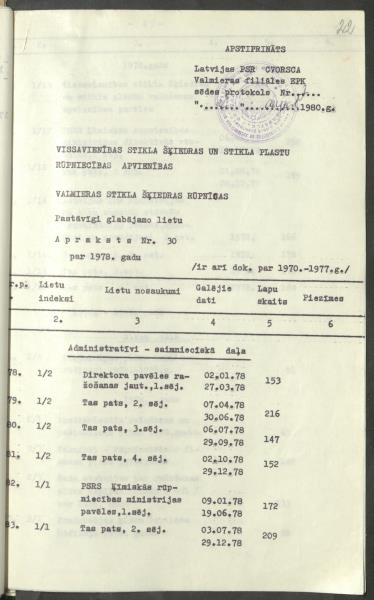 APSTIPRINĀTS
Latvijas PSR CVORSCA
Valmieras filiāles EPK
sēdes protokols Nr......
1980.g.
VISSAVIENĪBAS STIKLA ŠĶIEDRAS UN STIKLA PLASTU
RŪPNIECĪBAS APVIENĪBAS
VALMIERAS STIKLA ŠĶIEDRAS RŪPNĪCAS
Pastāvīgi glabājamo lietu
Apraksts Nr. 30
par 1978. gadu
/ir arī dok. par 1970.-1977.g./
r.p. Lietu indeksi Lietu nosaukumi Galējie dati Lapu skaits Piezīmes
2. 3 4 5 6
Administratīvi - saimnieciskā daļa
78. 1/2 Direktora pavēles ra- 02.01.78
žošanas jaut.,1.sēj. 27.03.78 153
79. 1/2 Tas pats, 2. sēj. 07.04.78
30.06.78 216
80. 1/2 Tas pats, 3.sēj. 06.07.78
29.09.78 147
81. 1/2 Tas pats, 4. sēj. 02.10.78
29.12.78 152
82. 1/1 PSRS Ķīmiskās rūp-
niecības ministrijas 09.01.78
pavēles,1.sēj. 19.06.78 172
83. 1/1 Tas pats, 2. sēj. 03.07.78
29.12.78 209